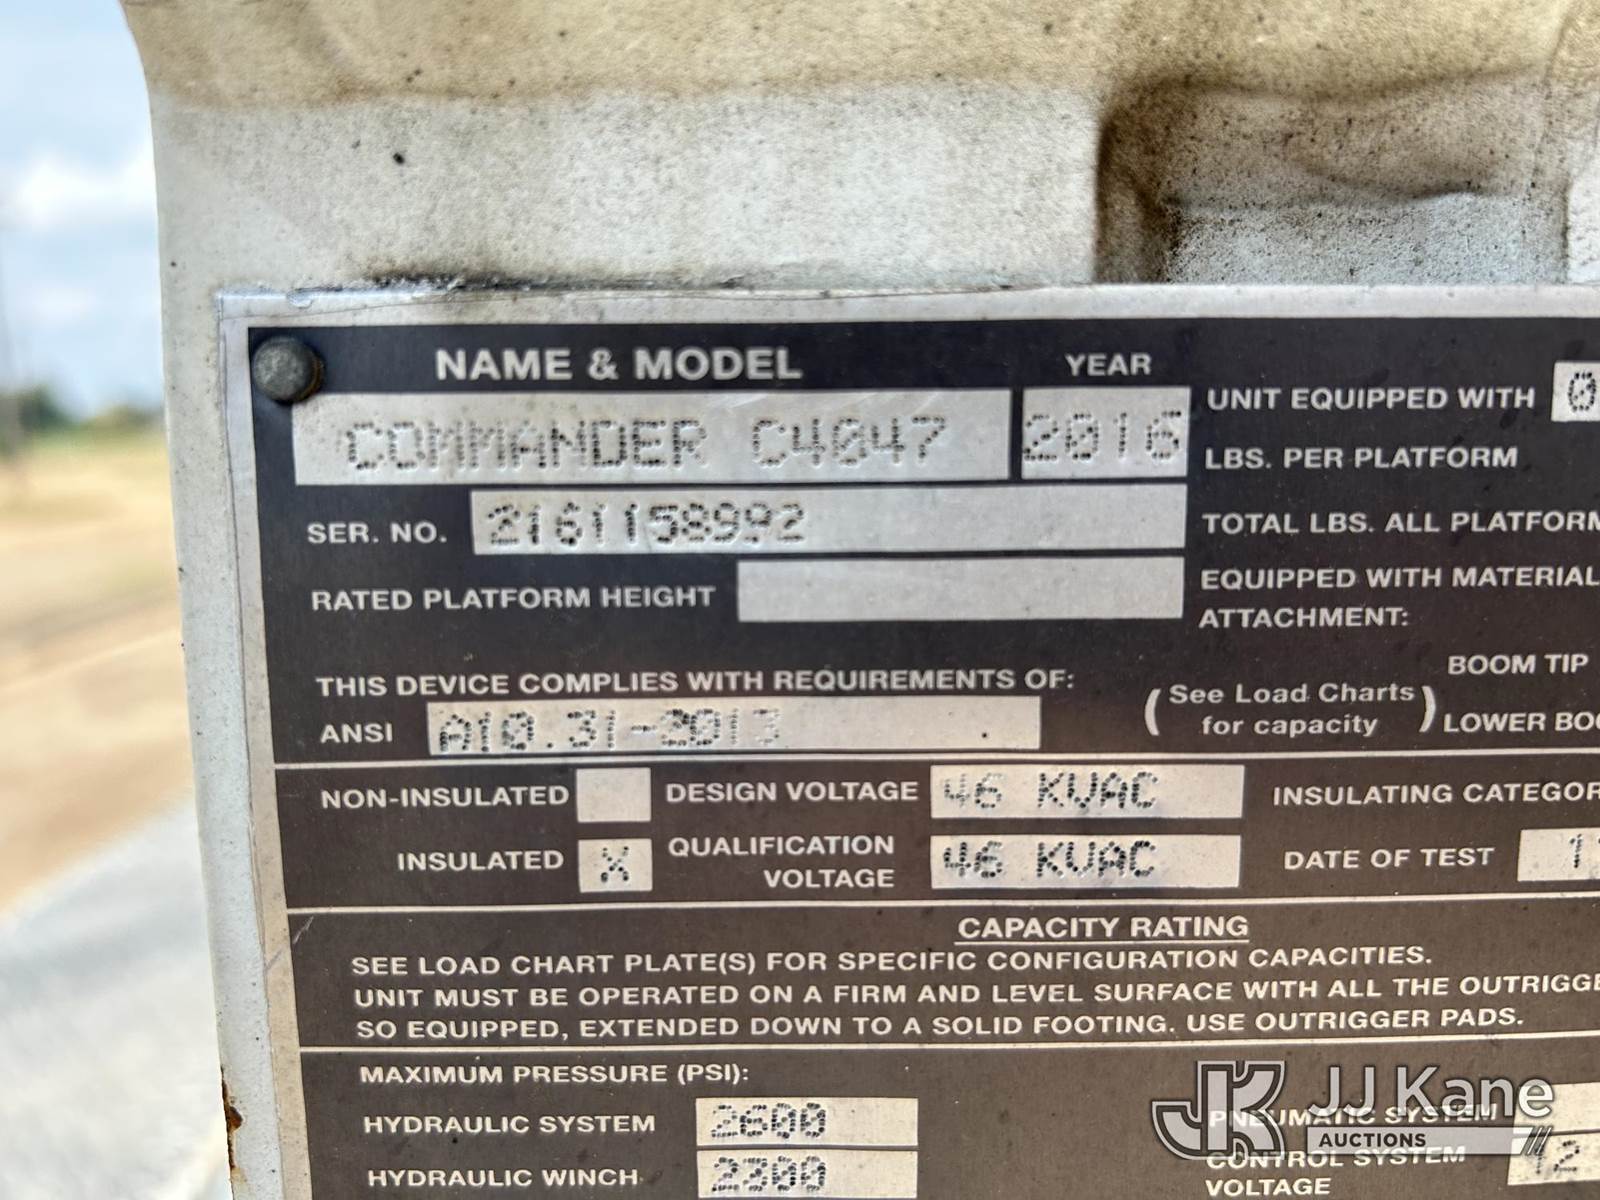 NAME & MODEL
YEAR
COMMANDER C4047
2016
UNIT EQUIPPED WITH 0
LBS. PER PLATFORM
SER. NO. 2161158992
TOTAL LBS. ALL PLATFORM
RATED PLATFORM HEIGHT
EQUIPPED WITH MATERIAL
ATTACHMENT:
THIS DEVICE COMPLIES WITH REQUIREMENTS OF:
BOOM TIP
ANSI A10.31-2013
(See Load Charts
for capacity)
LOWER BOO
NON-INSULATED
DESIGN VOLTAGE 46 KVAC
INSULATING CATEGOR
INSULATED X
QUALIFICATION
VOLTAGE
46 KVAC
DATE OF TEST 11
CAPACITY RATING
SEE LOAD CHART PLATE(S) FOR SPECIFIC CONFIGURATION CAPACITIES.
UNIT MUST BE OPERATED ON A FIRM AND LEVEL SURFACE WITH ALL THE OUTRIGGE
SO EQUIPPED, EXTENDED DOWN TO A SOLID FOOTING. USE OUTRIGGER PADS.
MAXIMUM PRESSURE (PSI):
HYDRAULIC SYSTEM 2600
PNEUMATIC SYSTEM
HYDRAULIC WINCH 2300
CONTROL SYSTEM
VOLTAGE
12
JK JJ Kane
AUCTIONS